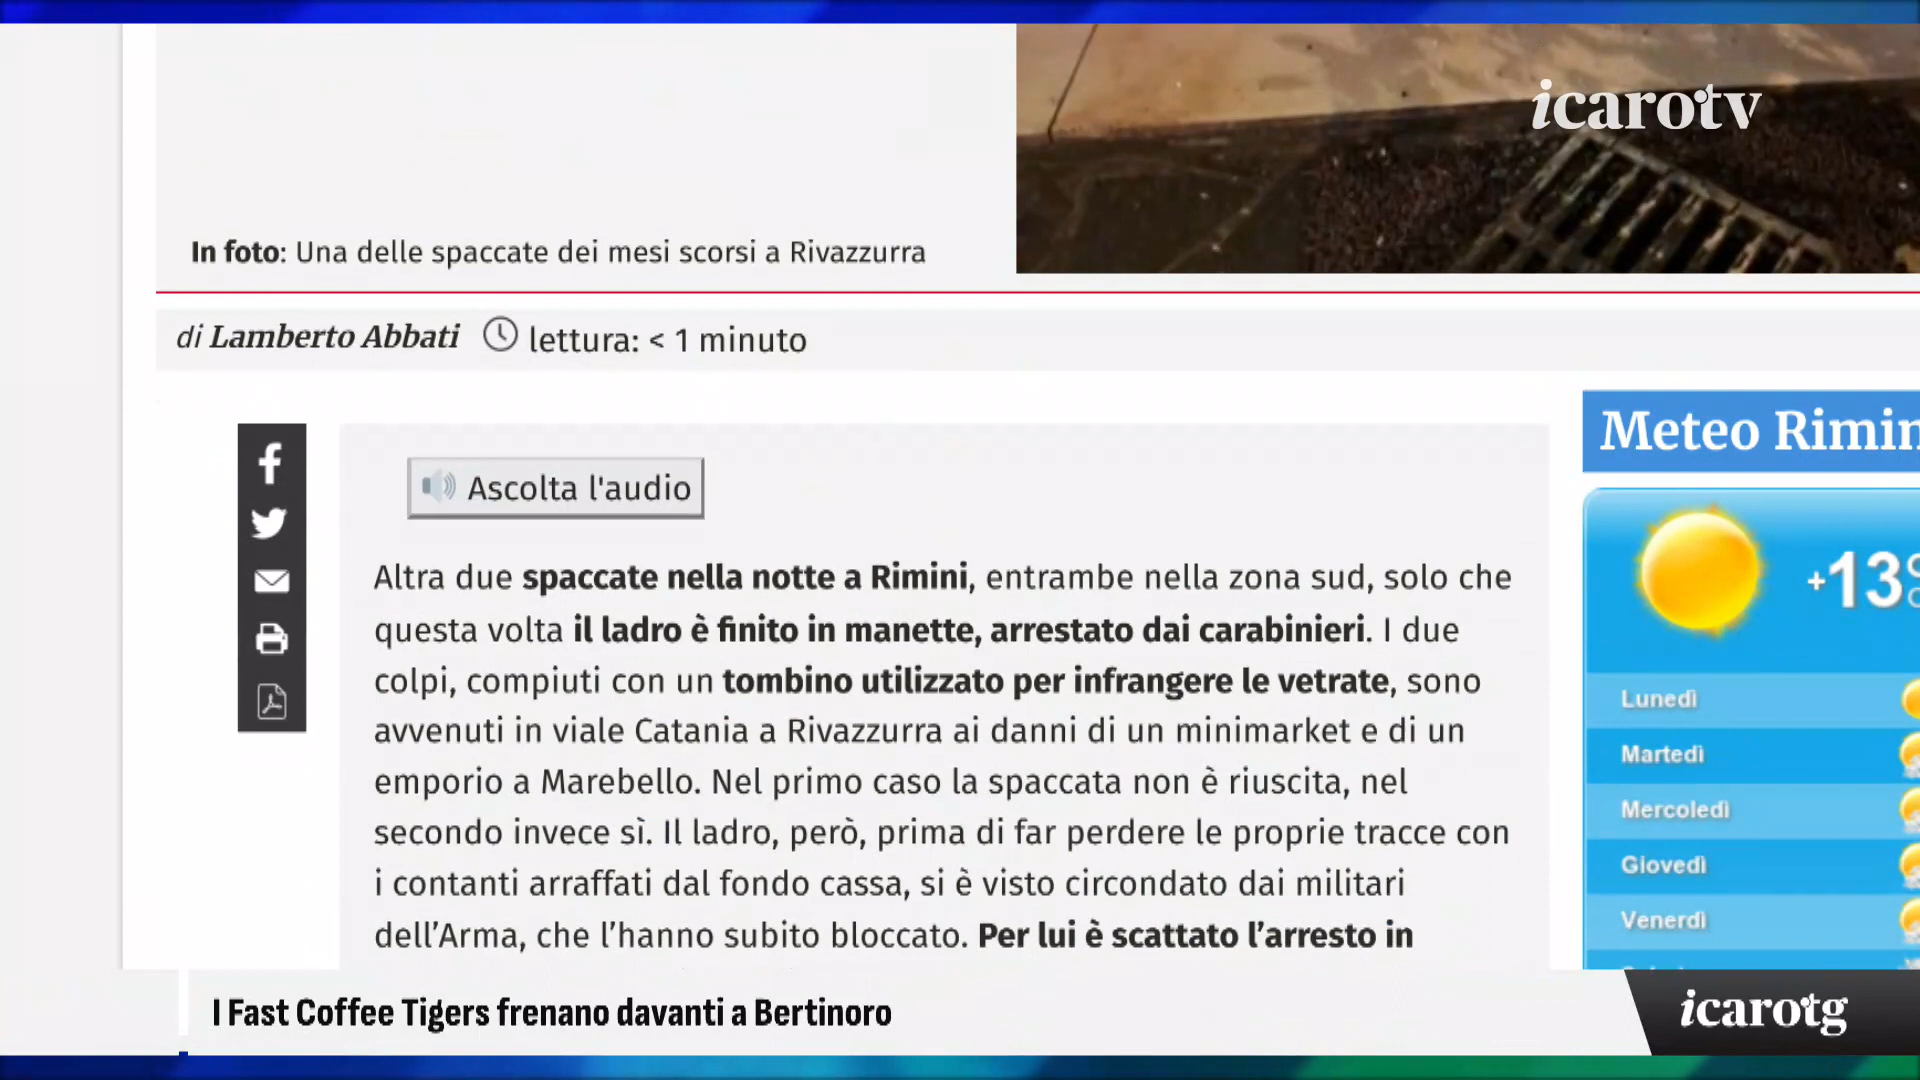 icarotv
In foto: Una delle spaccate dei mesi scorsi a Rivazzurra
di Lamberto Abbati lettura: < 1 minuto
Ascolta l'audio
Altra due spaccate nella notte a Rimini, entrambe nella zona sud, solo che
questa volta il ladro è finito in manette, arrestato dai carabinieri. I due
colpi, compiuti con un tombino utilizzato per infrangere le vetrate, sono
avvenuti in viale Catania a Rivazzurra ai danni di un minimarket e di un
emporio a Marebello. Nel primo caso la spaccata non è riuscita, nel
secondo invece sì. Il ladro, però, prima di far perdere le proprie tracce con
i contanti arraffati dal fondo cassa, si è visto circondato dai militari
dell’Arma, che l’hanno subito bloccato. Per lui è scattato l’arresto in
Meteo Rimin
+13°
Lunedì
Martedì
Mercoledì
Giovedì
Venerdì
I Fast Coffee Tigers frenano davanti a Bertinoro
icarotg